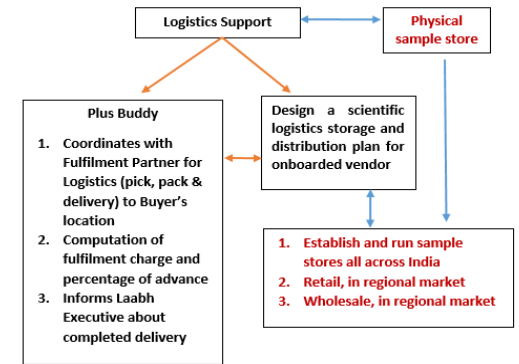 Logistics Support
Physical
sample store
Plus Buddy
1. Coordinates with
Fulfilment Partner for
Logistics (pick, pack &
delivery) to Buyer's
location
2. Computation of
fulfilment charge and
percentage of advance
3. Informs Laabh
Executive about
completed delivery
Design a scientific
logistics storage and
distribution plan for
onboarded vendor
1. Establish and run sample
stores all across India
2. Retail, in regional market
3. Wholesale, in regional market